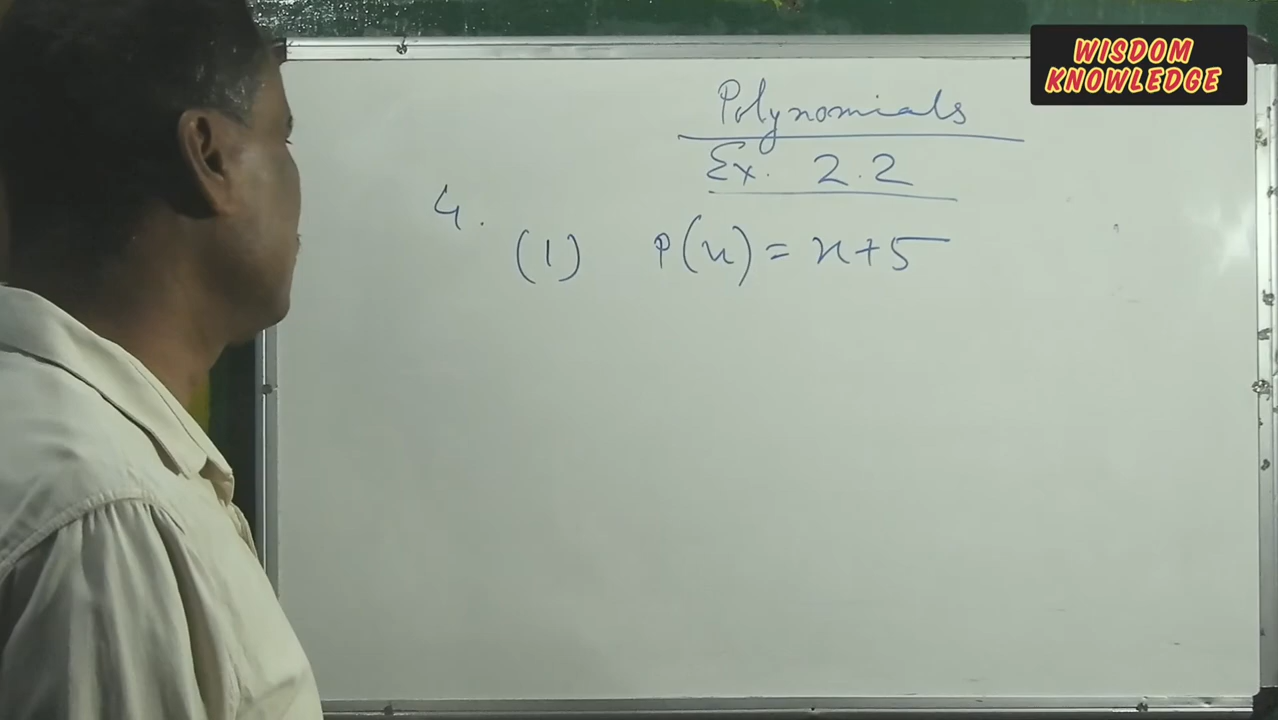 WISDOM
KNOWLEDGE
Polynomials
Ex. 2.2
4.
(1) P(x) = x+5